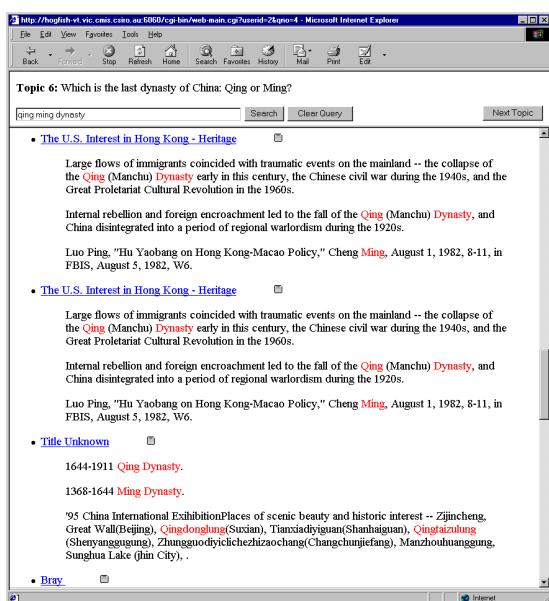 http://hogfish-vt.vic.cmis.csiro.au:6060/cgi-bin/web-main.cgi?userid=2&qno=4 - Microsoft Internet Explorer
File Edit View Favorites Tools Help
Back Forward Stop Refresh Home Search Favorites History Mail Print Edit
Topic 6: Which is the last dynasty of China: Qing or Ming?
qing ming dynasty Search Clear Query Next Topic
• The U.S. Interest in Hong Kong - Heritage
Large flows of immigrants coincided with traumatic events on the mainland -- the collapse of
the Qing (Manchu) Dynasty early in this century, the Chinese civil war during the 1940s, and the
Great Proletariat Cultural Revolution in the 1960s.
Internal rebellion and foreign encroachment led to the fall of the Qing (Manchu) Dynasty, and
China disintegrated into a period of regional warlordism during the 1920s.
Luo Ping, "Hu Yaobang on Hong Kong-Macao Policy," Cheng Ming, August 1, 1982, 8-11, in
FBIS, August 5, 1982, W6.
• The U.S. Interest in Hong Kong - Heritage
Large flows of immigrants coincided with traumatic events on the mainland -- the collapse of
the Qing (Manchu) Dynasty early in this century, the Chinese civil war during the 1940s, and the
Great Proletariat Cultural Revolution in the 1960s.
Internal rebellion and foreign encroachment led to the fall of the Qing (Manchu) Dynasty, and
China disintegrated into a period of regional warlordism during the 1920s.
Luo Ping, "Hu Yaobang on Hong Kong-Macao Policy," Cheng Ming, August 1, 1982, 8-11, in
FBIS, August 5, 1982, W6.
• Title Unknown
1644-1911 Qing Dynasty.
1368-1644 Ming Dynasty.
'95 China International ExihibitionPlaces of scenic beauty and historic interest -- Zijincheng,
Great Wall(Beijing), Qingdonglung(Suxian), Tianxiadiyiguan(Shanhaiguan), Qingtaizulung
(Shenyanggugung), Zhungguodiyiclichezhizaochang(Changchunjiefang), Manzhouhuanggung,
Sunghua Lake (jhin City), .
• Bray
Internet